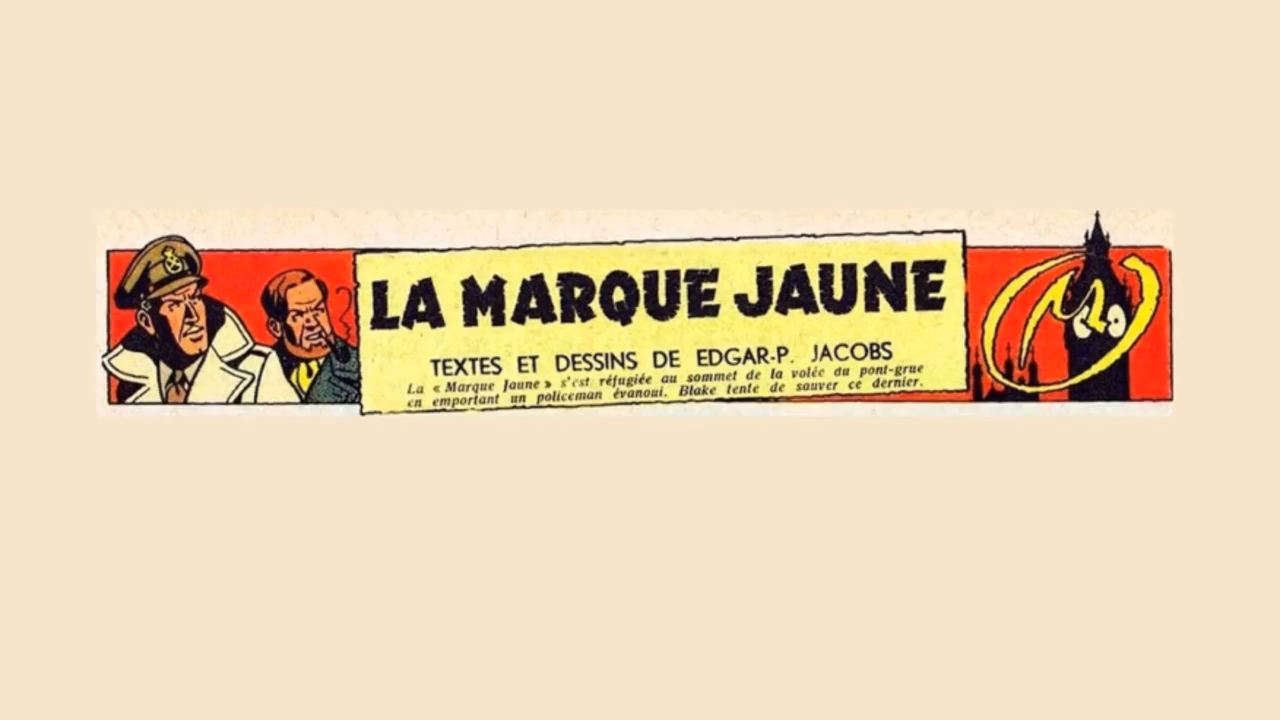 LA MARQUE JAUNE
TEXTES ET DESSINS DE EDGAR-P. JACOBS
La « Marque Jaune » s'est réfugiée au sommet de la volée du pont-grue
en emportant un policeman évanoui. Blake tente de sauver ce dernier.